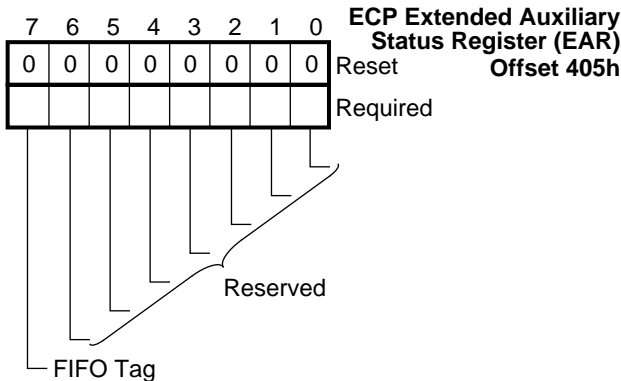 7 6 5 4 3 2 1 0
ECP Extended Auxiliary
Status Register (EAR)
Offset 405h
0 0 0 0 0 0 0 0 Reset
Required
Reserved
FIFO Tag